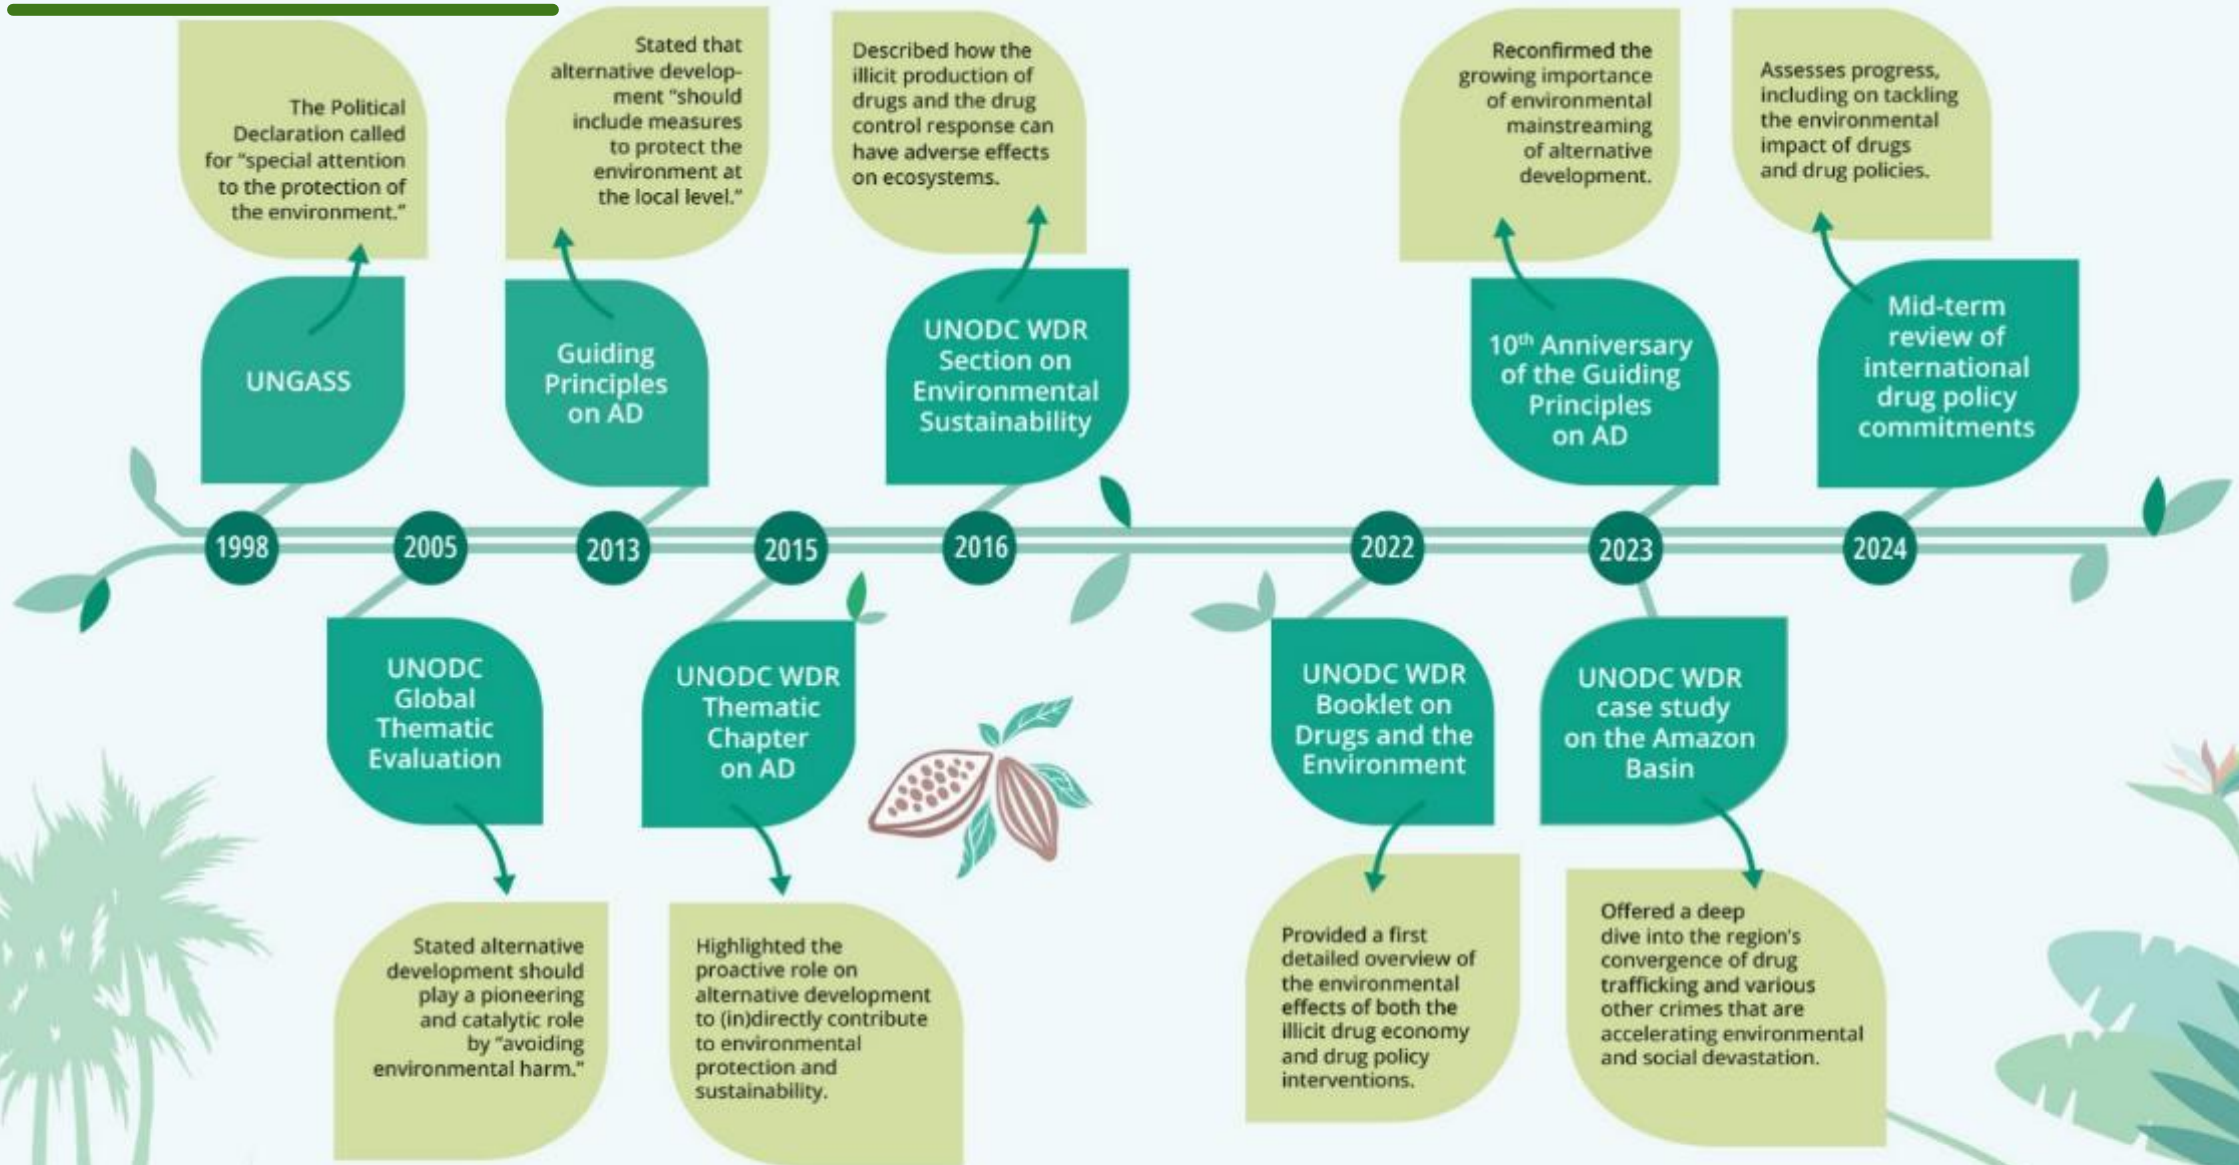 The Political
Declaration called
for “special attention
to the protection of
the environment.”
UNGASS
1998
2005
UNODC
Global
Thematic
Evaluation
Stated alternative
development should
play a pioneering
and catalytic role
by “avoiding
environmental harm.”
Stated that
alternative develop-
ment “should
include measures
to protect the
environment at
the local level.”
Guiding
Principles
on AD
2013
2015
UNODC WDR
Thematic
Chapter
on AD
Highlighted the
proactive role on
alternative development
to (in)directly contribute
to environmental
protection and
sustainability.
Described how the
illicit production of
drugs and the drug
control response can
have adverse effects
on ecosystems.
UNODC WDR
Section on
Environmental
Sustainability
2016
2022
UNODC WDR
Booklet on
Drugs and the
Environment
Provided a first
detailed overview of
the environmental
effects of both the
illicit drug economy
and drug policy
interventions.
Reconfirmed the
growing importance
of environmental
mainstreaming
of alternative
development.
10th Anniversary
of the Guiding
Principles
on AD
2023
UNODC WDR
case study
on the Amazon
Basin
Offered a deep
dive into the region's
convergence of drug
trafficking and various
other crimes that are
accelerating environmental
and social devastation.
Assesses progress,
including on tackling
the environmental
impact of drugs
and drug policies.
Mid-term
review of
international
drug policy
commitments
2024